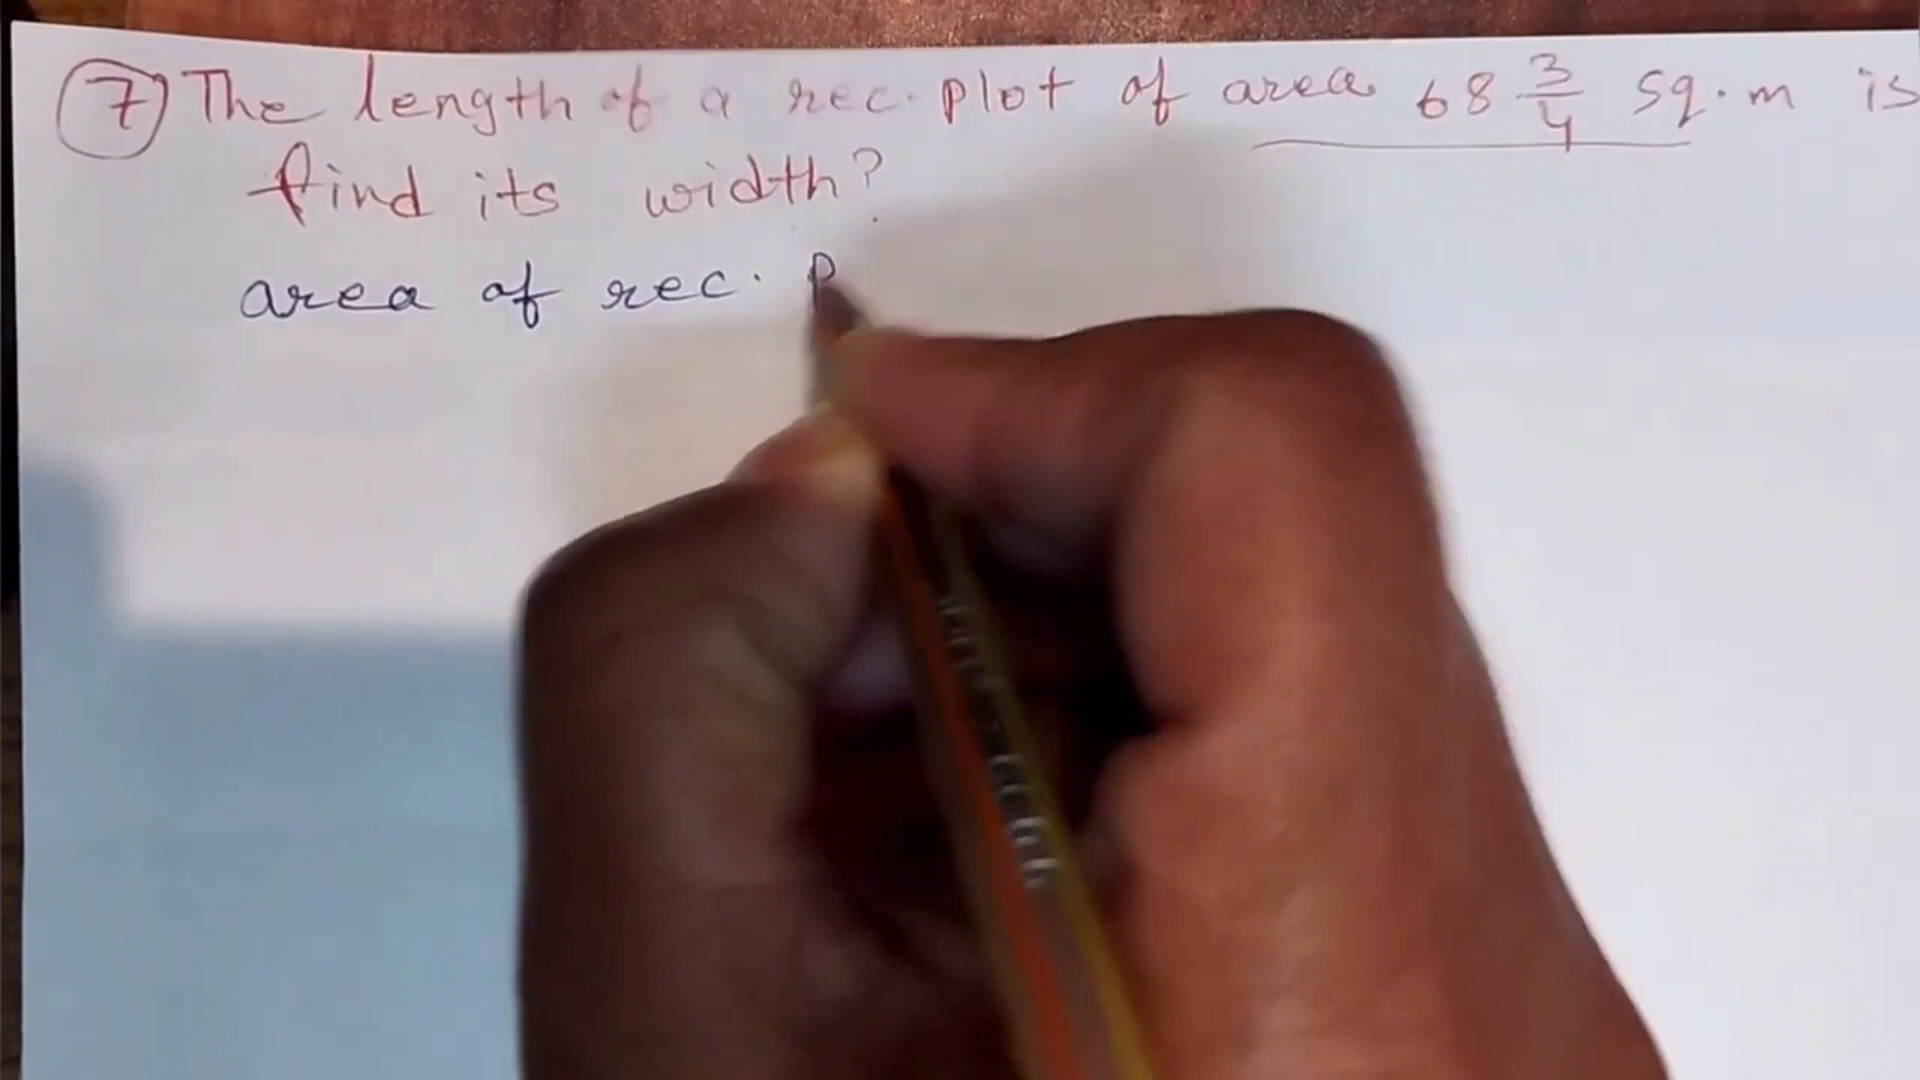 7 The length of a rec. plot of area 68 3/4 sq.m is
find its width?
area of rec. P